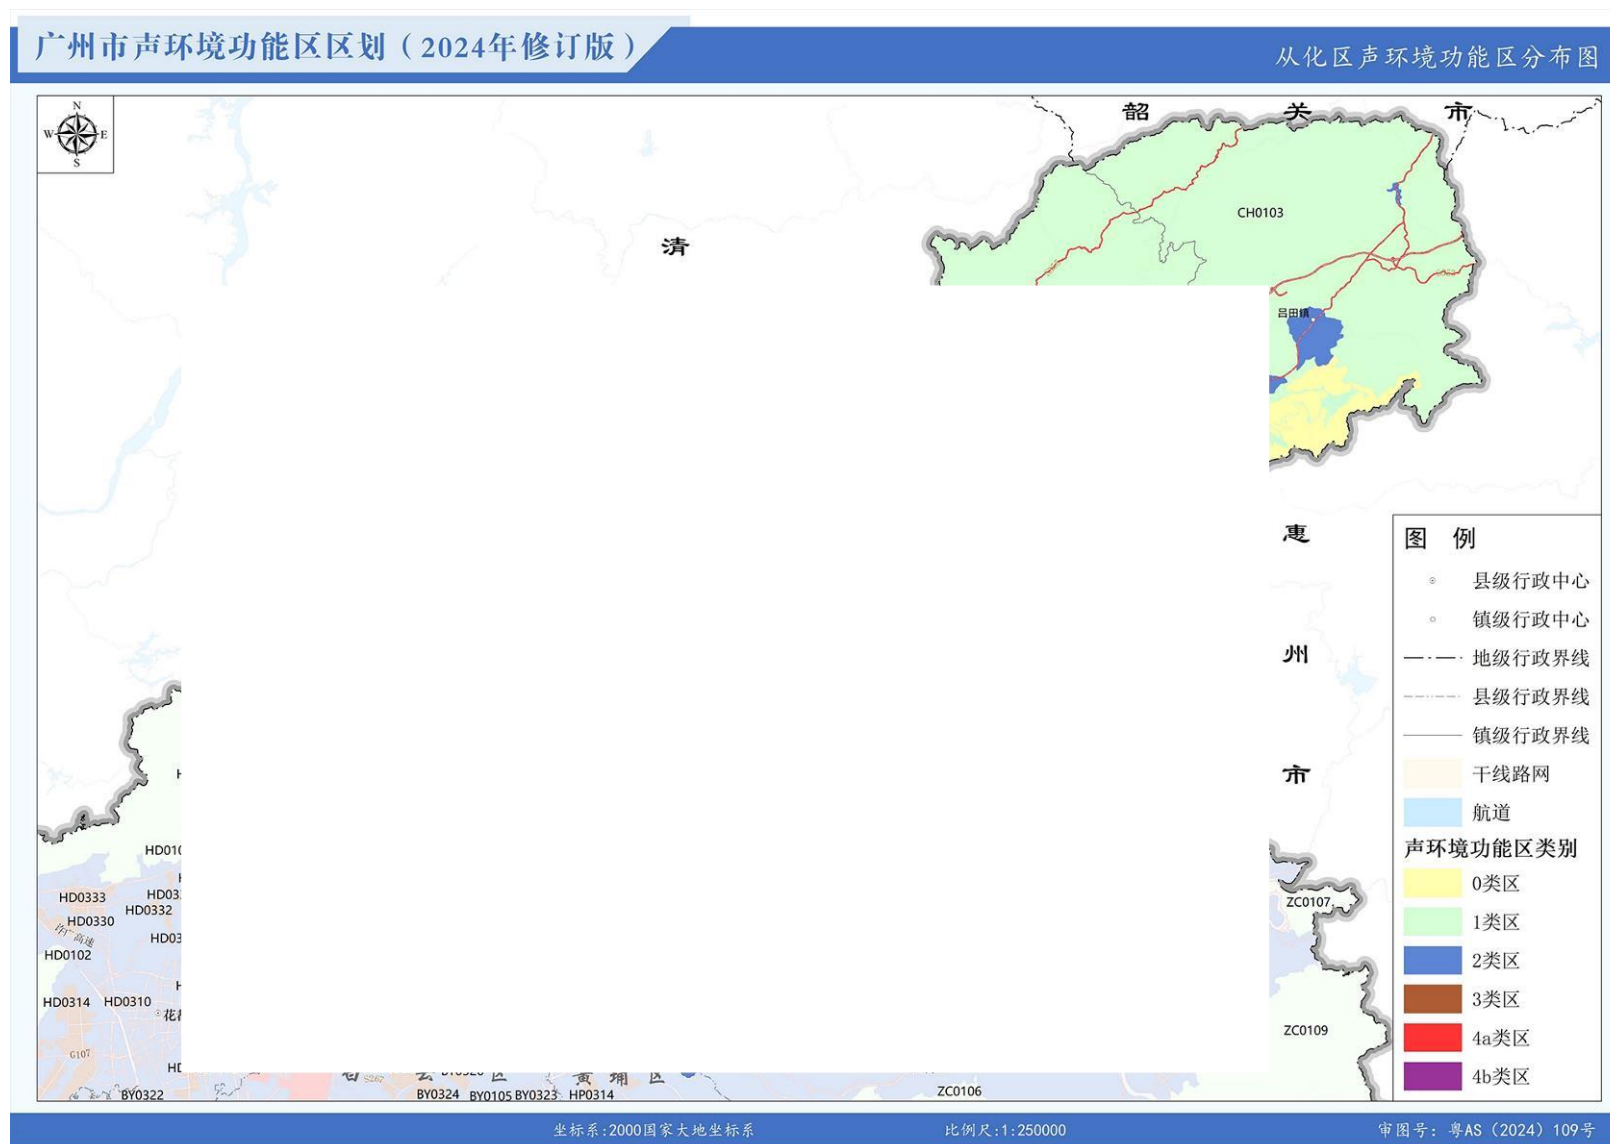 广州市声环境功能区区划（2024年修订版）
从化区声环境功能区分布图
N
W E
S
韶 关 市
清
CH0103
吕田镇
惠
州
市
图 例
县级行政中心
镇级行政中心
地级行政界线
县级行政界线
镇级行政界线
干线路网
航道
声环境功能区类别
0类区
1类区
2类区
3类区
4a类区
4b类区
HD0333
HD0332
HD0330
许广高速
HD0102
HD0314 HD0310
G107
ZC0107
ZC0109
S267
区 黄 埔 区
BY0322
BY0324 BY0105 BY0323 HP0314
ZC0106
坐标系:2000国家大地坐标系
比例尺:1:250000
审图号：粤AS（2024）109号